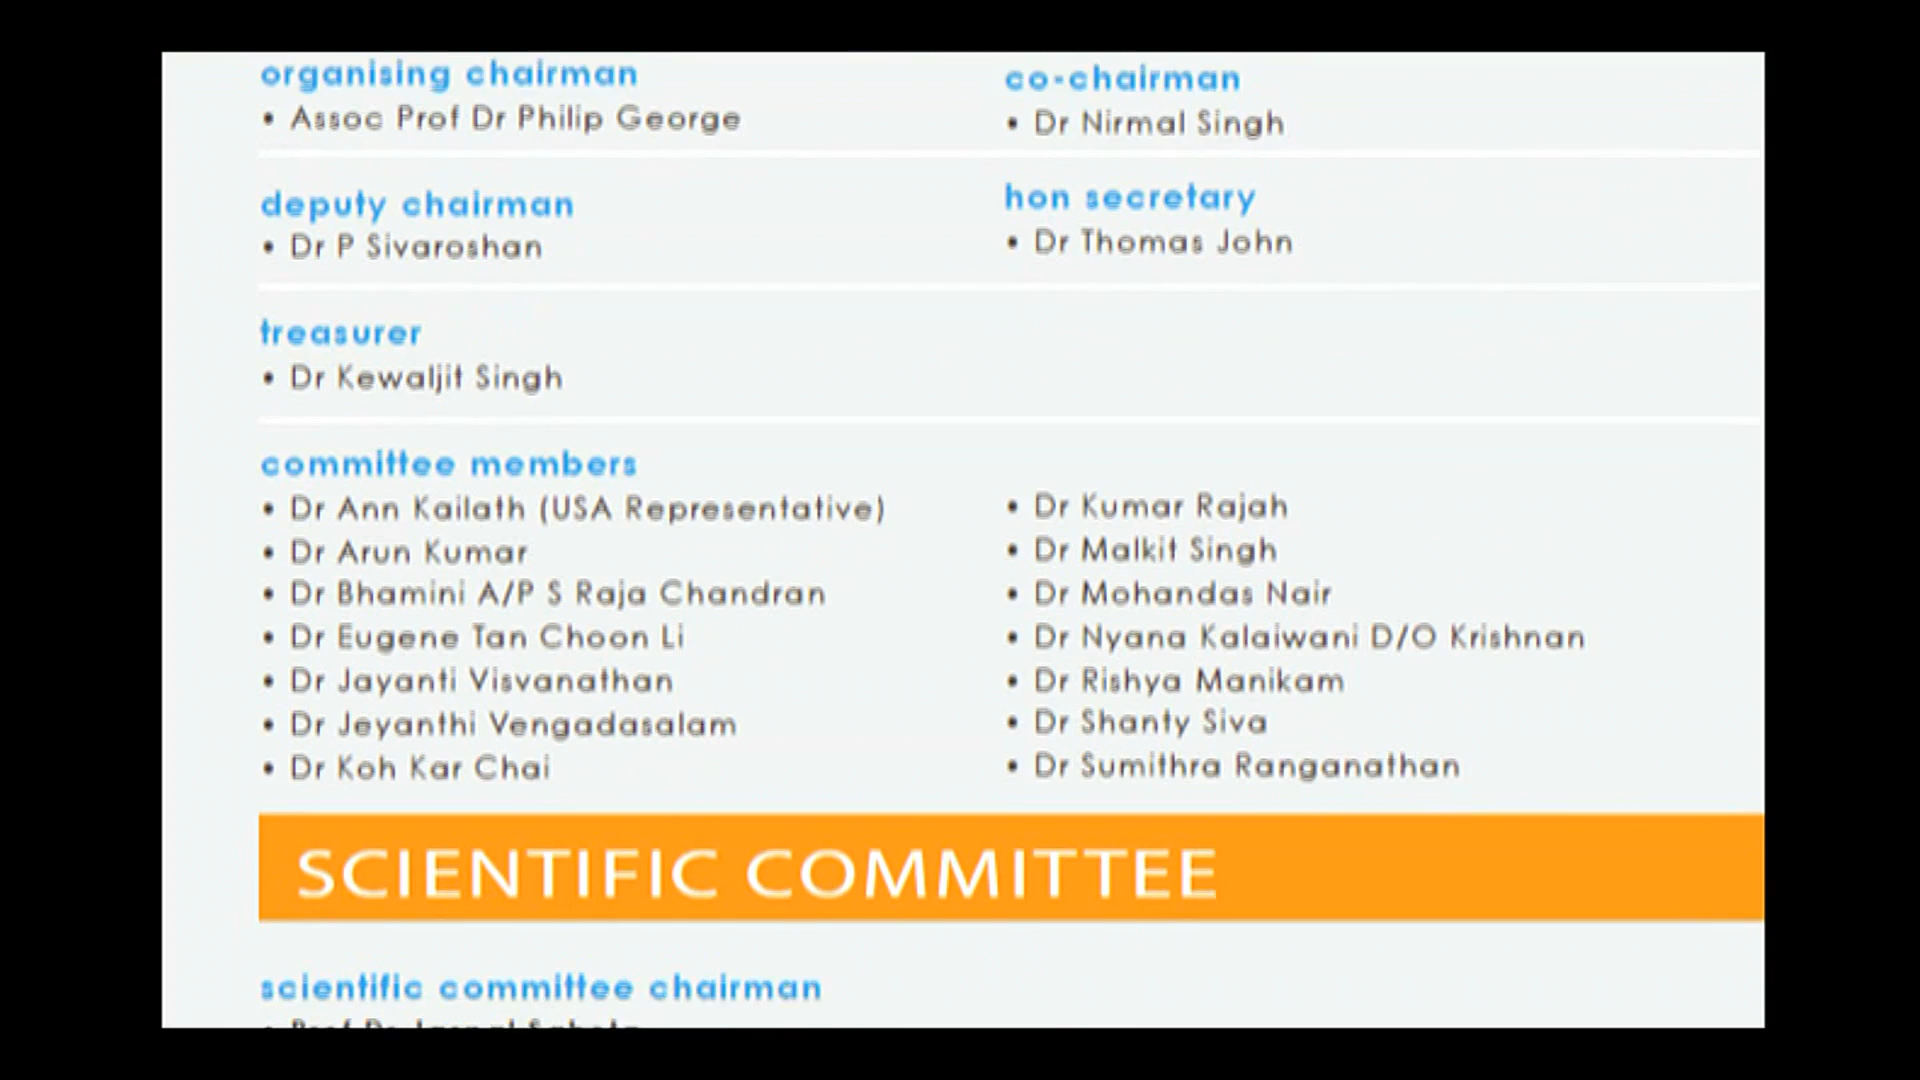 organising chairman
• Assoc Prof Dr Philip George
co-chairman
• Dr Nirmal Singh
deputy chairman
• Dr P Sivaroshan
hon secretary
• Dr Thomas John
treasurer
• Dr Kewaljit Singh
committee members
• Dr Ann Kailath (USA Representative)
• Dr Arun Kumar
• Dr Bhamini A/P S Raja Chandran
• Dr Eugene Tan Choon Li
• Dr Jayanti Visvanathan
• Dr Jeyanthi Vengadasalam
• Dr Koh Kar Chai
• Dr Kumar Rajah
• Dr Malkit Singh
• Dr Mohandas Nair
• Dr Nyana Kalaiwani D/O Krishnan
• Dr Rishya Manikam
• Dr Shanty Siva
• Dr Sumithra Ranganathan
SCIENTIFIC COMMITTEE
scientific committee chairman
• Prof Dr